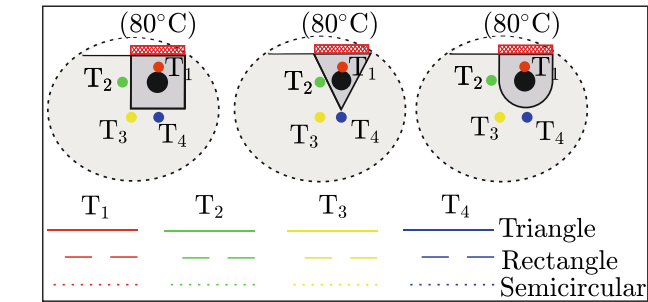 (80°C) (80°C) (80°C)
T₁ T₁ T₁
T₂ T₂ T₂
T₃ T₄ T₃ T₄ T₃ T₄
T₁ T₂ T₃ T₄
Triangle
Rectangle
Semicircular